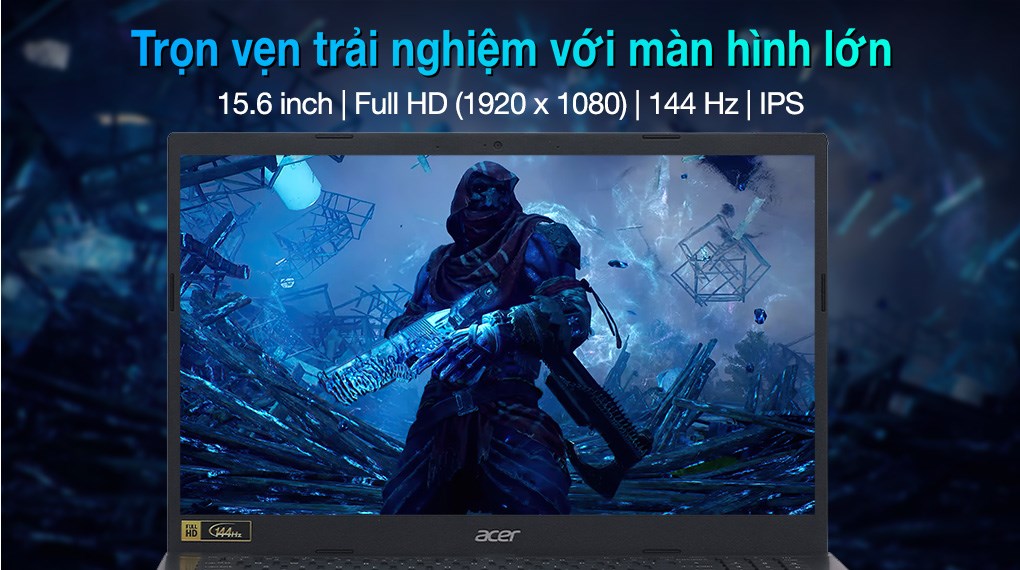 Trọn vẹn trải nghiệm với màn hình lớn
15.6 inch | Full HD (1920 x 1080) | 144 Hz | IPS
FULL HD 144Hz
acer